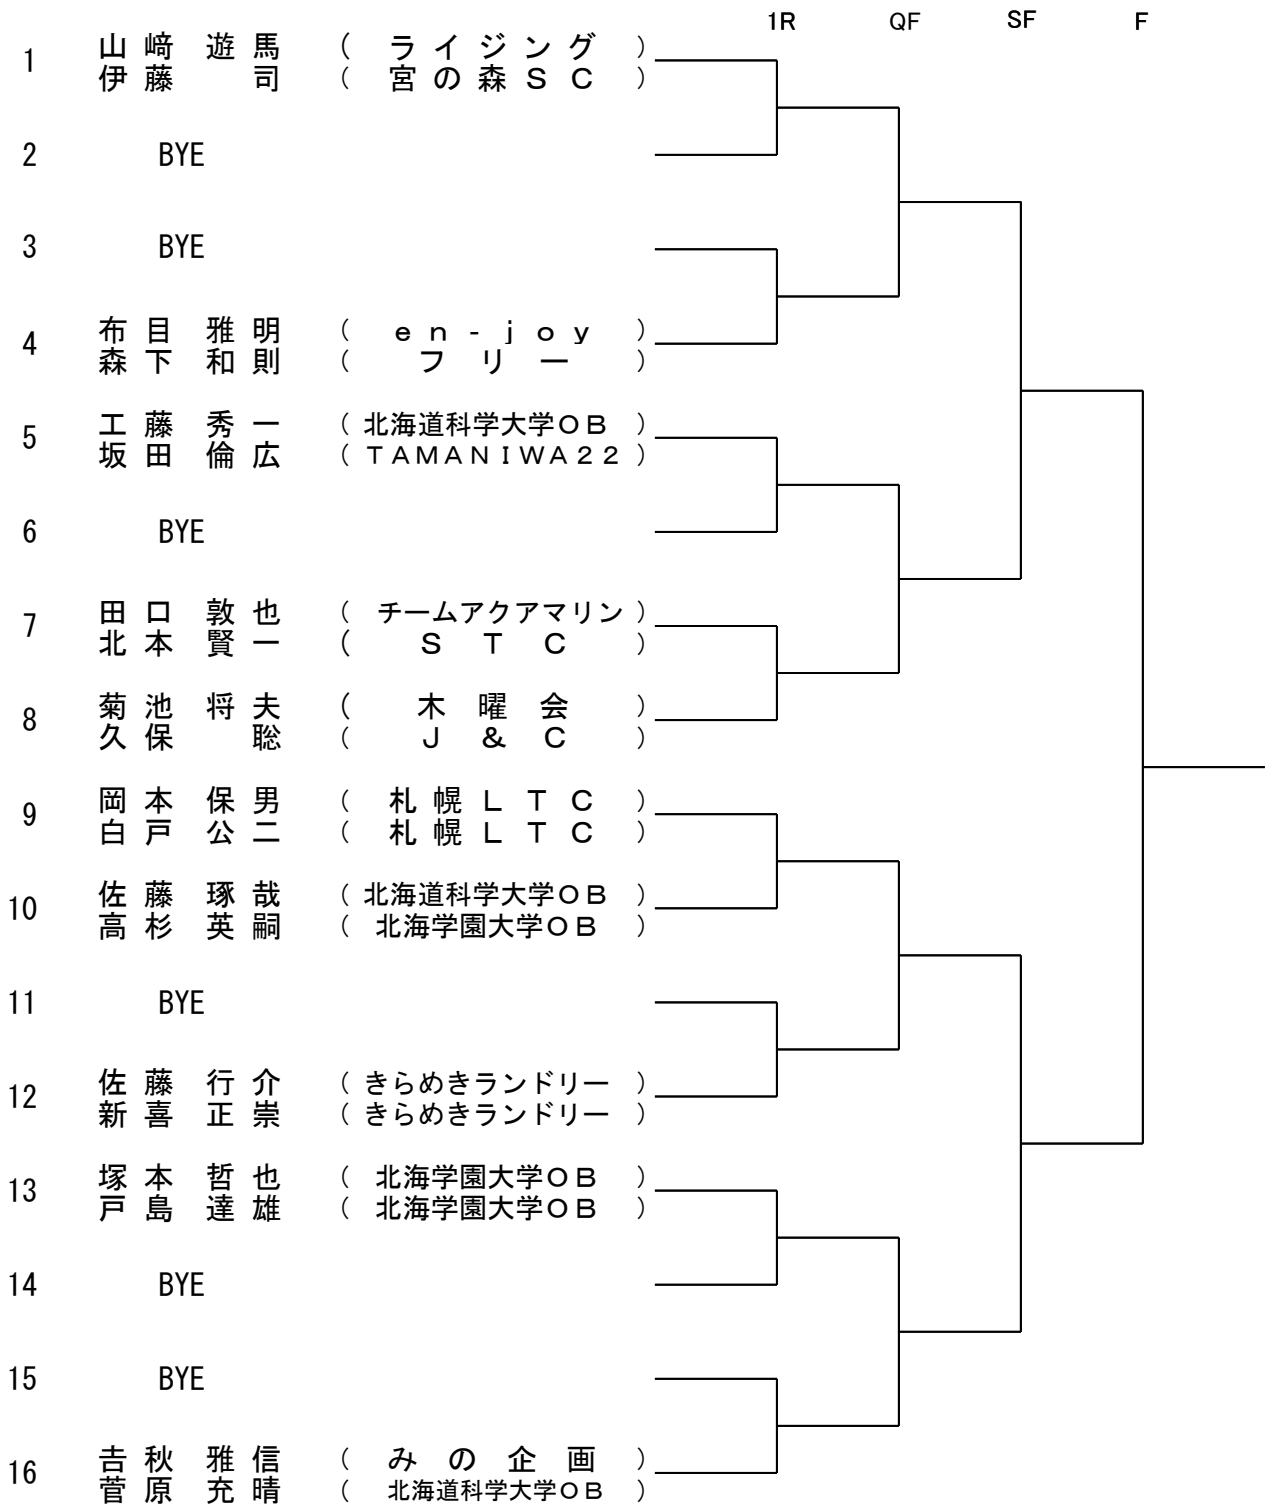 1R QF SF F
1 山﨑 遊馬 (ライジング)
伊藤 司 (宮の森ＳＣ)
2 BYE
3 BYE
4 布目 雅明 (ｅｎ-ｊｏｙ)
森下 和則 (フリー)
5 工藤 秀一 (北海道科学大学ＯＢ)
坂田 倫広 (ＴＡＭＡＮＩＷＡ２２)
6 BYE
7 田口 敦也 (チームアクアマリン)
北本 賢一 (ＳＴＣ)
8 菊池 将夫 (木曜会)
久保 聡 (Ｊ＆Ｃ)
9 岡本 保男 (札幌ＬＴＣ)
白戸 公二 (札幌ＬＴＣ)
10 佐藤 琢哉 (北海道科学大学ＯＢ)
高杉 英嗣 (北海学園大学ＯＢ)
11 BYE
12 佐藤 行介 (きらめきランドリー)
新喜 正崇 (きらめきランドリー)
13 塚本 哲也 (北海学園大学ＯＢ)
戸島 達雄 (北海学園大学ＯＢ)
14 BYE
15 BYE
16 𠮷秋 雅信 (みの企画)
菅原 充晴 (北海道科学大学ＯＢ)